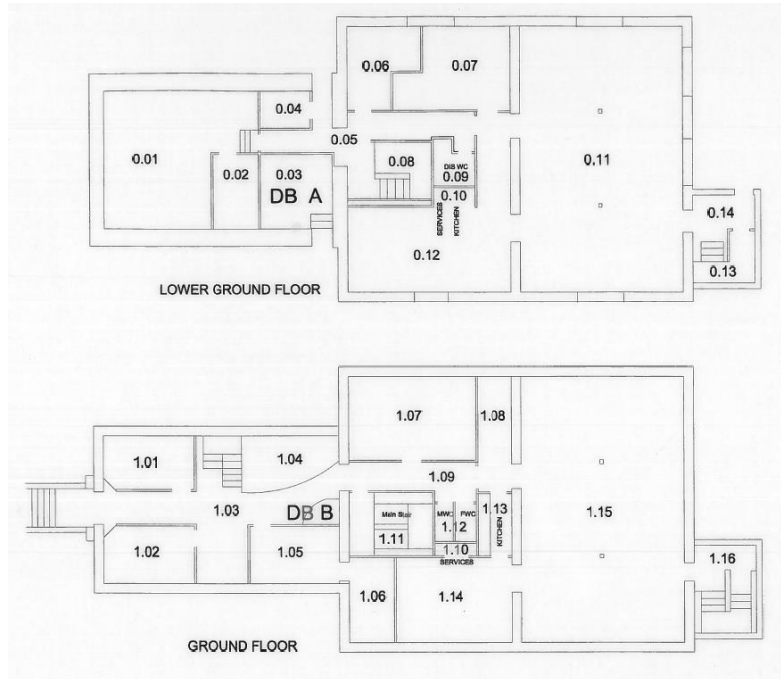 0.06
0.07
0.04
0.01
0.05
0.11
0.02
0.03
0.08
DIS WC
0.09
DB A
0.10
SERVICES
KITCHEN
0.14
0.12
0.13
LOWER GROUND FLOOR
1.07
1.08
1.01
1.04
1.09
1.03
DB B
Main Stair
MWC
FWC
1.13
1.15
1.12
KITCHEN
1.02
1.05
1.11
1.10
SERVICES
1.16
1.06
1.14
GROUND FLOOR